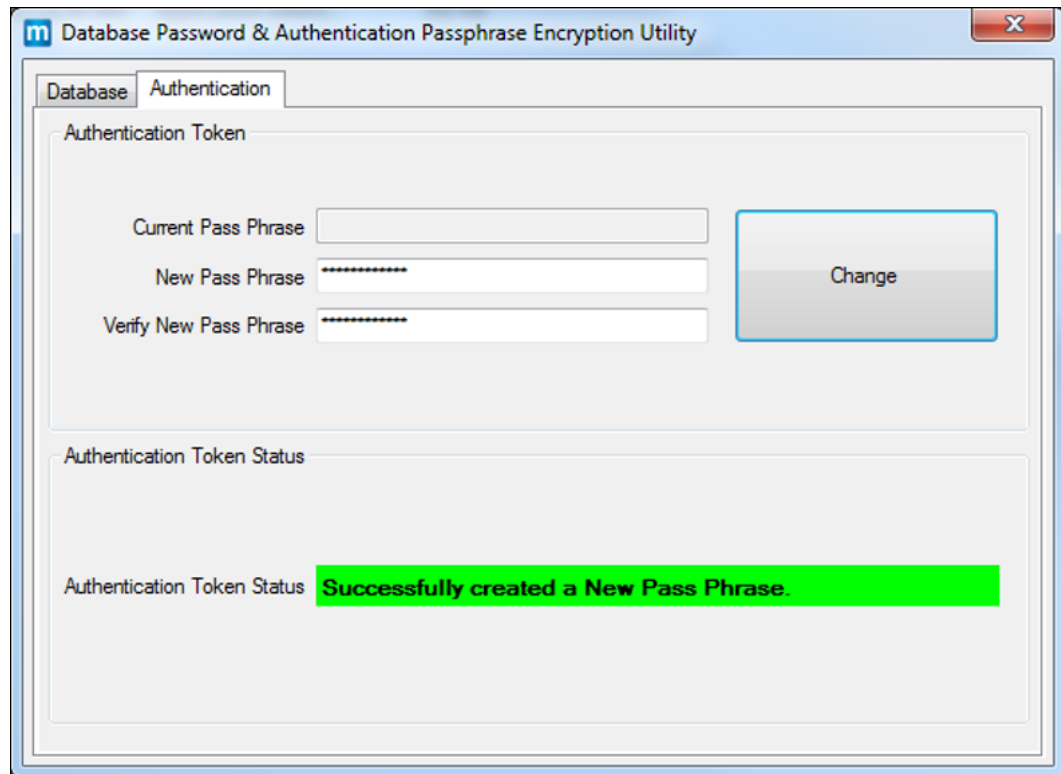 m Database Password & Authentication Passphrase Encryption Utility
Database Authentication
Authentication Token
Current Pass Phrase
New Pass Phrase ************
Change
Verify New Pass Phrase ************
Authentication Token Status
Authentication Token Status Successfully created a New Pass Phrase.